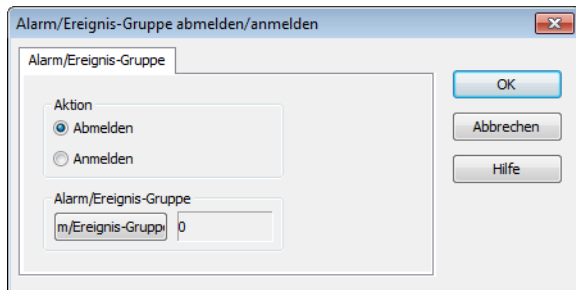 Alarm/Ereignis-Gruppe abmelden/anmelden
Alarm/Ereignis-Gruppe
Aktion
Abmelden
Anmelden
Alarm/Ereignis-Gruppe
m/Ereignis-Grupp 0
OK
Abbrechen
Hilfe